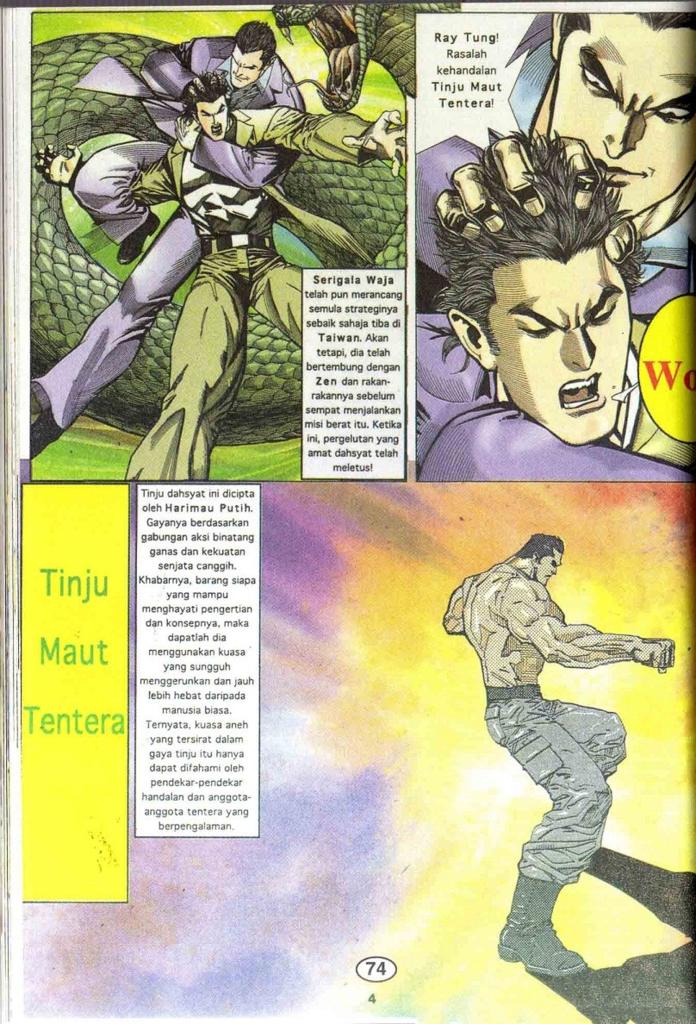 Serigala Waja
telah pun merancang
semula strateginya
sebaik sahaja tiba di
Taiwan. Akan
tetapi, dia telah
bertembung dengan
Zen dan rakan-
rakannya sebelum
sempat menjalankan
misi berat itu. Ketika
ini, pergelutan yang
amat dahsyat telah
meletus!
Ray Tung!
Rasalah
kehandalan
Tinju Maut
Tentera!
Tinju
Maut
Tentera
Tinju dahsyat ini dicipta
oleh Harimau Putih.
Gayanya berdasarkan
gabungan aksi binatang
ganas dan kekuatan
senjata canggih.
Khabarnya, barang siapa
yang mampu
menghayati pengertian
dan konsepnya, maka
dapatlah dia
menggunakan kuasa
yang sungguh
menggerunkan dan jauh
lebih hebat daripada
manusia biasa.
Ternyata, kuasa aneh
yang tersirat dalam
gaya tinju itu hanya
dapat difahami oleh
pendekar-pendekar
handalan dan anggota-
anggota tentera yang
berpengalaman.
74
4